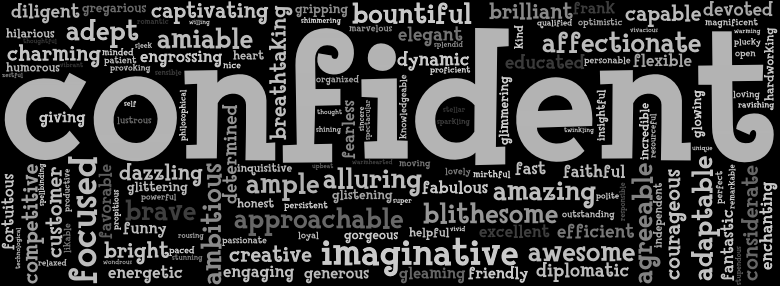 diligent
gregarious
captivating
gripping
bountiful
brilliant
frank
capable
devoted
romantic
willing
shimmering
qualified
optimistic
magnificent
hilarious
adept
amiable
breathtaking
marvelous
elegant
kind
affectionate
vivacious
warming
plucky
hardworking
thoughtful
sleek
splendid
charming
minded
engrossing
heart
dynamic
educated
personable
flexible
open
patient
humorous
vibrant
provoking
nice
organized
proficient
zestful
sensible
confident
self
giving
lustrous
philosophical
thought
shining
fearless
sincere
spectacular
knowledgeable
stellar
sparkling
glimmering
twinkling
insightful
incredible
resourceful
glowing
loving
ravishing
unique
fortuitous
competitive
spellbinding
customer
productive
focused
dazzling
determined
inquisitive
upbeat
warmhearted
moving
lovely
mirthful
fast
faithful
glittering
ample
alluring
fabulous
amazing
polite
powerful
favorable
propitious
ambitious
glistening
super
responsible
agreeable
independent
courageous
adaptable
perfect
remarkable
considerate
enchanting
brave
honest
persistent
blithesome
outstanding
approachable
likable
funny
rousing
loyal
gorgeous
helpful
vivid
excellent
efficient
technological
passionate
bright
paced
creative
imaginative
awesome
fantastic
stupendous
relaxed
wondrous
stunning
energetic
engaging
generous
gleaming
friendly
diplomatic